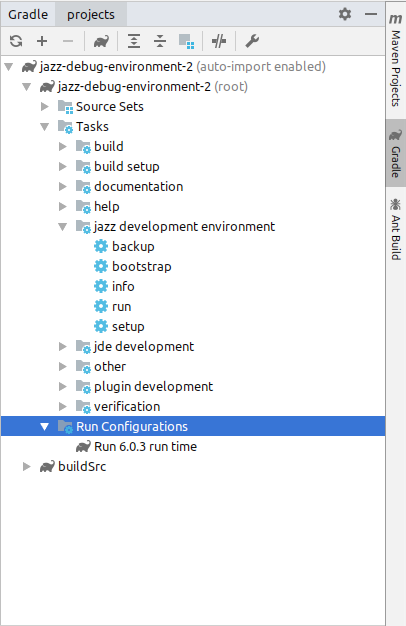 Gradle projects
jazz-debug-environment-2 (auto-import enabled)
jazz-debug-environment-2 (root)
Source Sets
Tasks
build
build setup
documentation
help
jazz development environment
backup
bootstrap
info
run
setup
jde development
other
plugin development
verification
Run Configurations
Run 6.0.3 run time
buildSrc
m
Maven Projects
Gradle
Ant Build